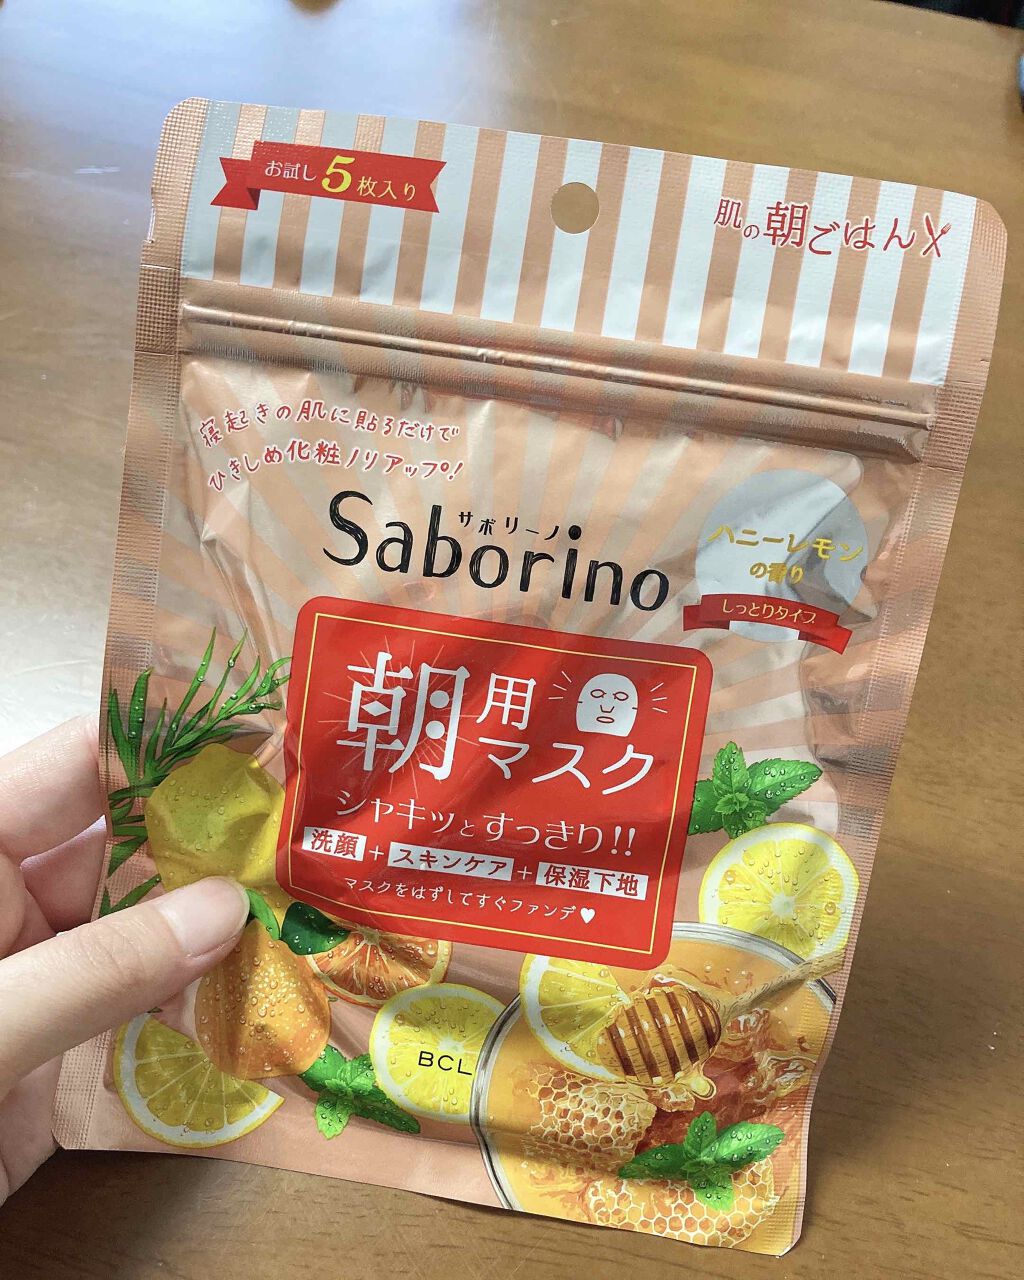 お試し5枚入り
肌の朝ごはん
寝起きの肌に貼るだけで
ひきしめ化粧ノリアップ!
サボリーノ
Saborino
ハニーレモン
の香り
しっとりタイプ
朝用
マスク
シャキッとすっきり!!
洗顔+スキンケア+保湿下地
マスクをはずしてすぐファンデ♥
BCL